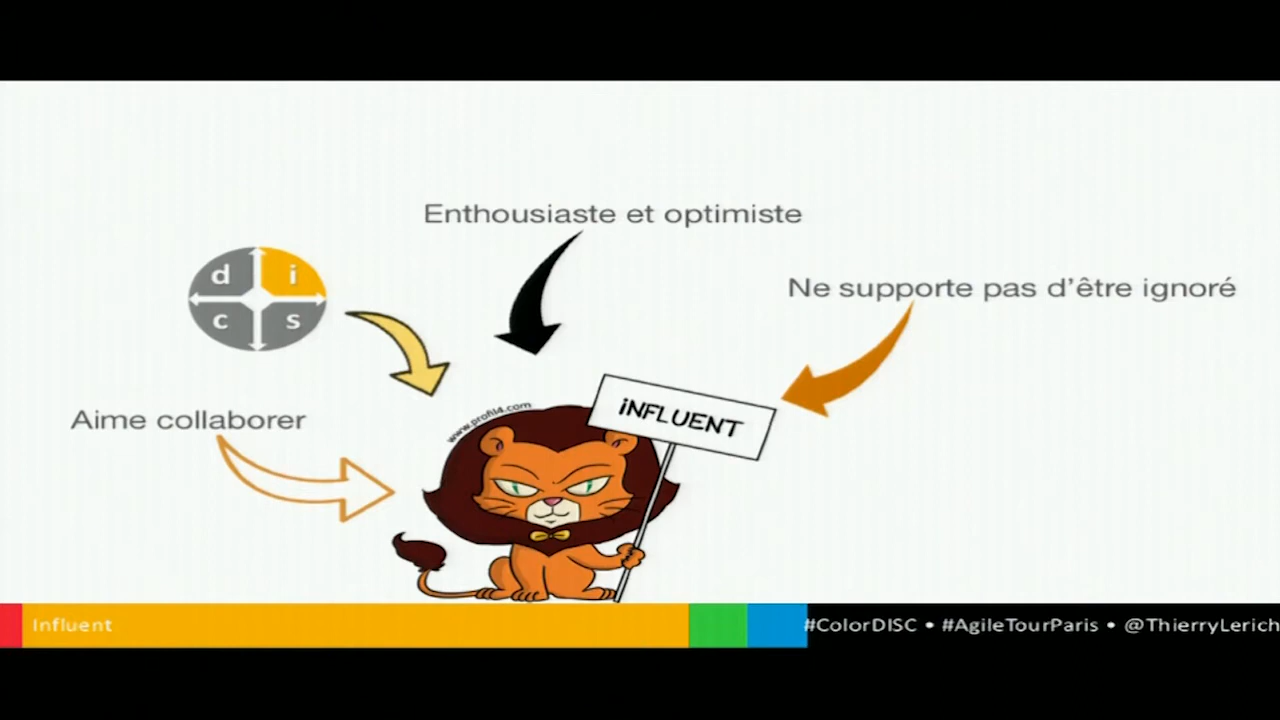 Enthousiaste et optimiste
d i
c s
Ne supporte pas d'être ignoré
Aime collaborer
www.profil4.com
iNFLUENT
Influent
#ColorDISC • #AgileTourParis • @ThierryLerich